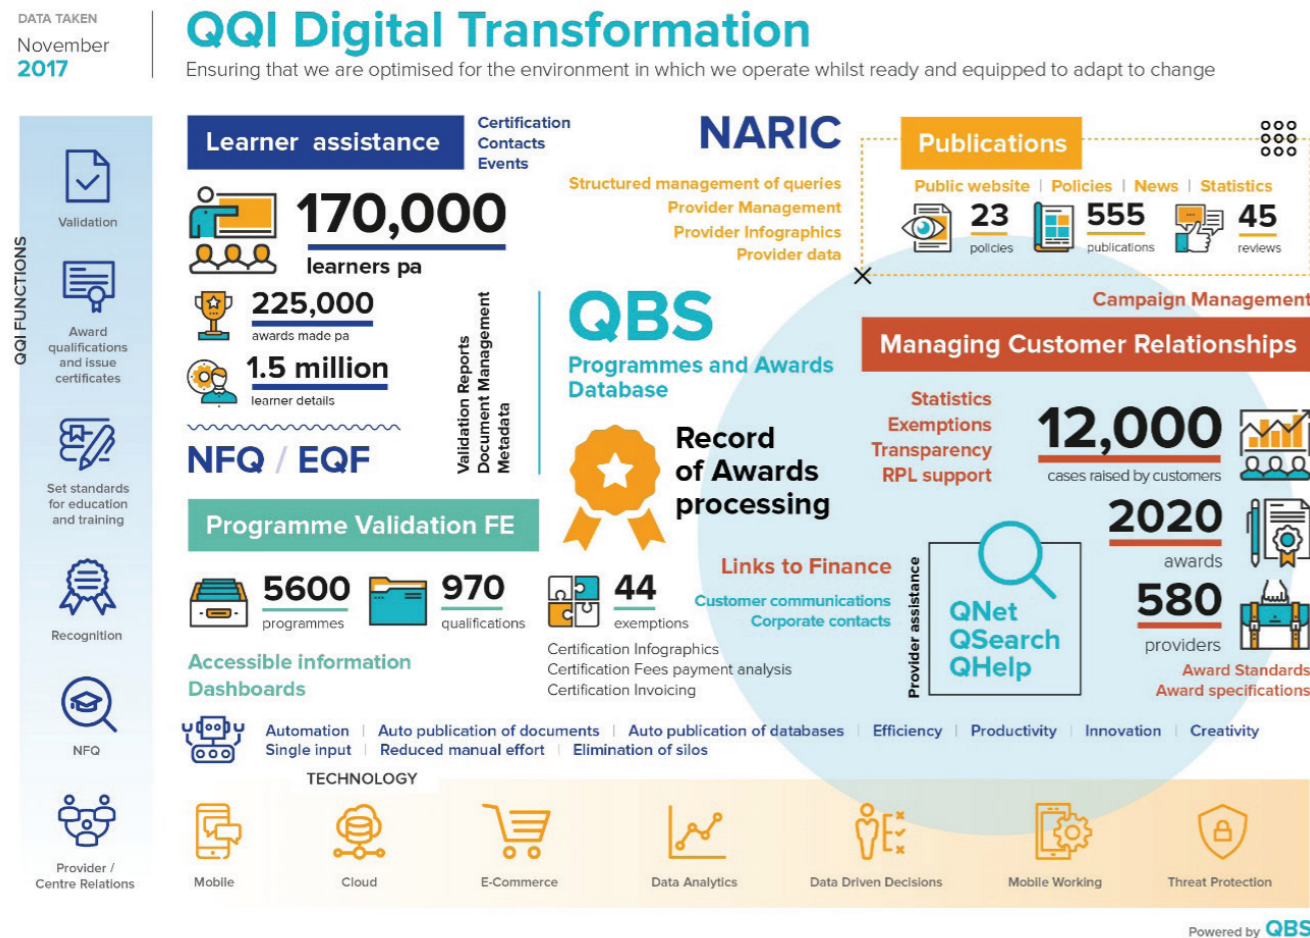 DATA TAKEN
November
2017
QQI Digital Transformation
Ensuring that we are optimised for the environment in which we operate whilst ready and equipped to adapt to change
QQI FUNCTIONS
Validation
Award
qualifications
and issue
certificates
Set standards
for education
and training
Recognition
NFQ
Provider /
Centre Relations
Learner assistance
Certification
Contacts
Events
170,000
learners pa
225,000
awards made pa
1.5 million
learner details
NFQ / EQF
Validation Reports
Document Management
Metadata
NARIC
Structured management of queries
Provider Management
Provider Infographics
Provider data
Publications
Public website | Policies | News | Statistics
23
policies
555
publications
45
reviews
QBS
Programmes and Awards
Database
Record
of Awards
processing
Campaign Management
Managing Customer Relationships
Statistics
Exemptions
Transparency
RPL support
12,000
cases raised by customers
2020
awards
580
providers
Award Standards
Award specifications
Programme Validation FE
5600
programmes
970
qualifications
44
exemptions
Accessible information
Dashboards
Certification Infographics
Certification Fees payment analysis
Certification Invoicing
Links to Finance
Customer communications
Corporate contacts
Provider assistance
QNet
QSearch
QHelp
Automation | Auto publication of documents | Auto publication of databases | Efficiency | Productivity | Innovation | Creativity
Single input | Reduced manual effort | Elimination of silos
TECHNOLOGY
Mobile
Cloud
E-Commerce
Data Analytics
Data Driven Decisions
Mobile Working
Threat Protection
Powered by QBS